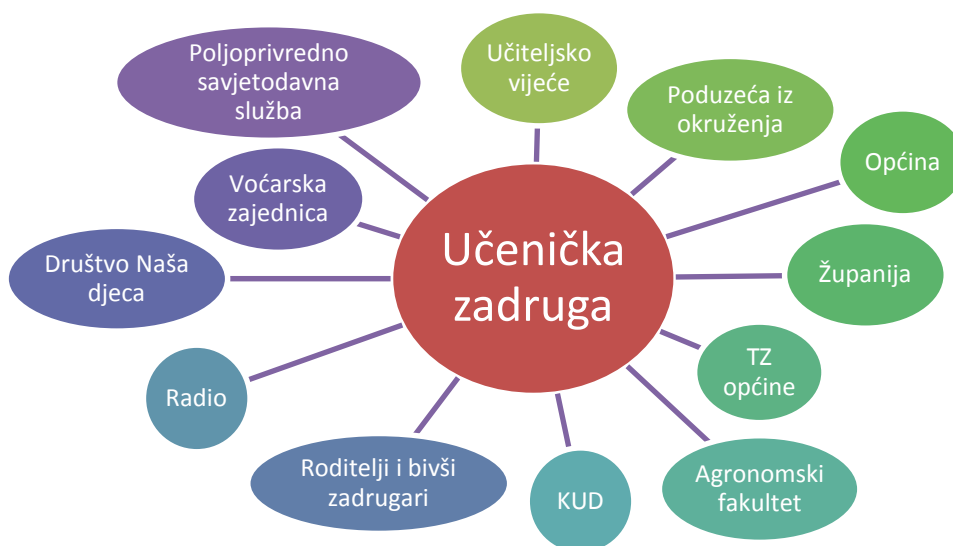 Poljoprivredno
savjetodavna
služba
Učiteljsko
vijeće
Poduzeća iz
okruženja
Općina
Voćarska
zajednica
Učenička
zadruga
Društvo Naša
djeca
Županija
TZ
općine
Radio
Roditelji i bivši
zadrugari
KUD
Agronomski
fakultet